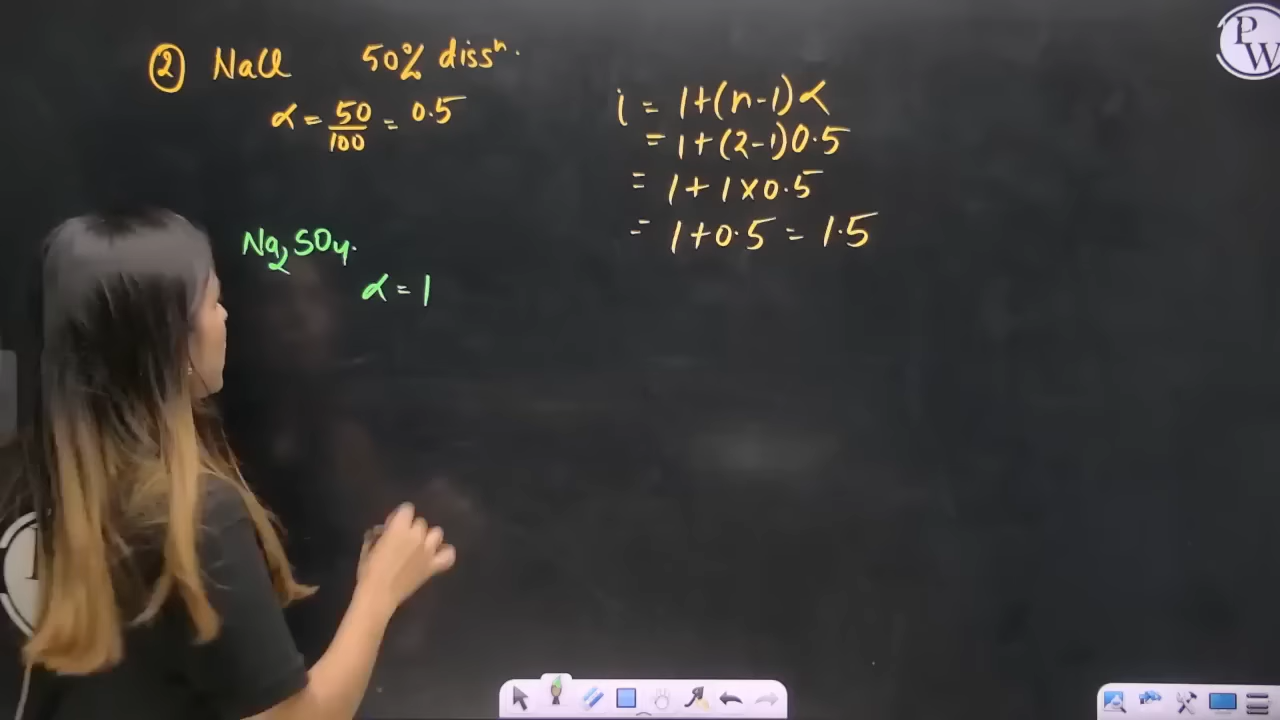 ② NaCl 50% dissⁿ.
α = 50/100 = 0.5
i = 1+(n-1)α
= 1+(2-1)0.5
= 1+1×0.5
= 1+0.5 = 1.5
Na₂SO₄.
α = 1
PW